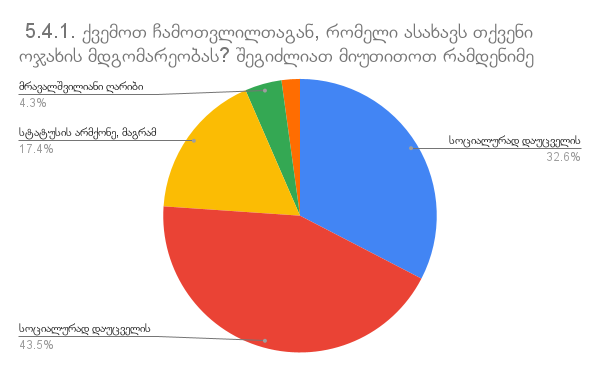 5.4.1. ქვემოთ ჩამოთვლილთაგან, რომელი ასახავს თქვენი
ოჯახის მდგომარეობას? შეგიძლიათ მიუთითოთ რამდენიმე
მრავალშვილიანი ღარიბი
4.3%
სტატუსის არმქონე, მაგრამ
17.4%
სოციალურად დაუცველის
32.6%
სოციალურად დაუცველის
43.5%